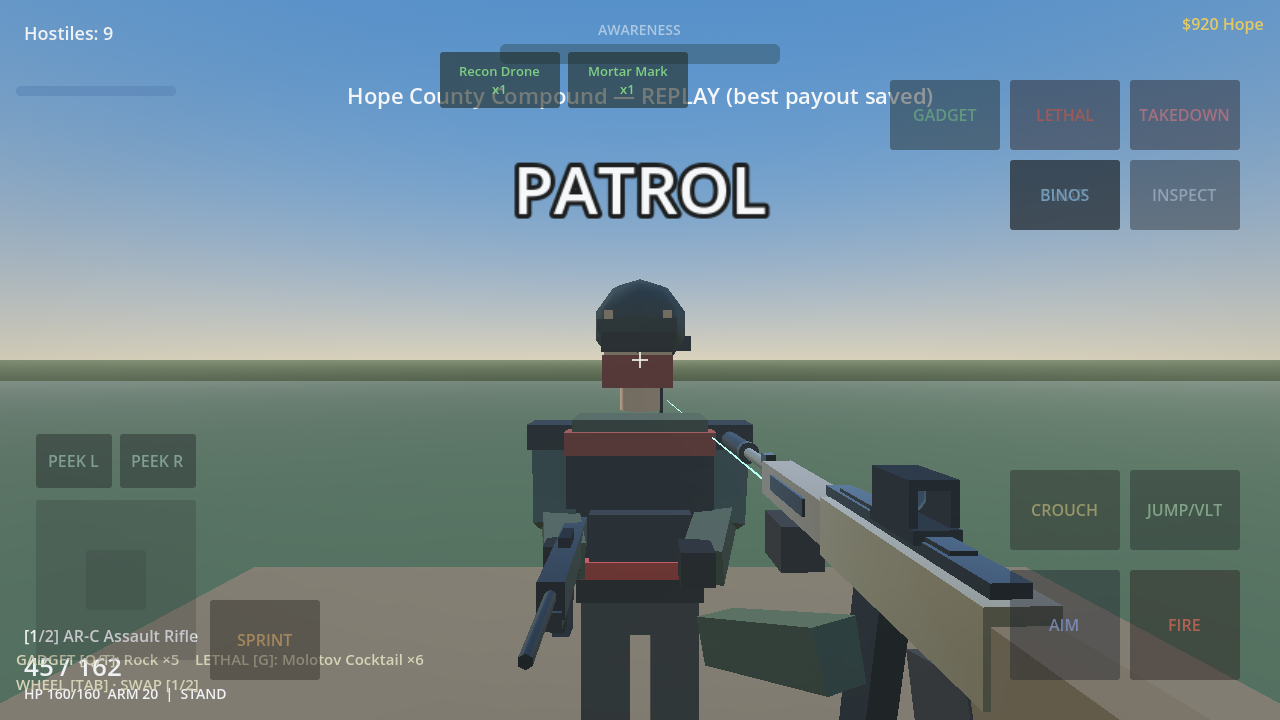 Hostiles: 9
AWARENESS
$920 Hope
Recon Drone
x1
Mortar Mark
x1
Hope County Compound — REPLAY (best payout saved)
GADGET
LETHAL
TAKEDOWN
BINOS
INSPECT
PATROL
PEEK L
PEEK R
CROUCH
JUMP/VLT
SPRINT
AIM
FIRE
[1/2] AR-C Assault Rifle
GADGET [Q/T]: Rock ×5 LETHAL [G]: Molotov Cocktail ×6
45 / 162
WHEEL [TAB] · SWAP [1/2]
HP 160/160 ARM 20 | STAND